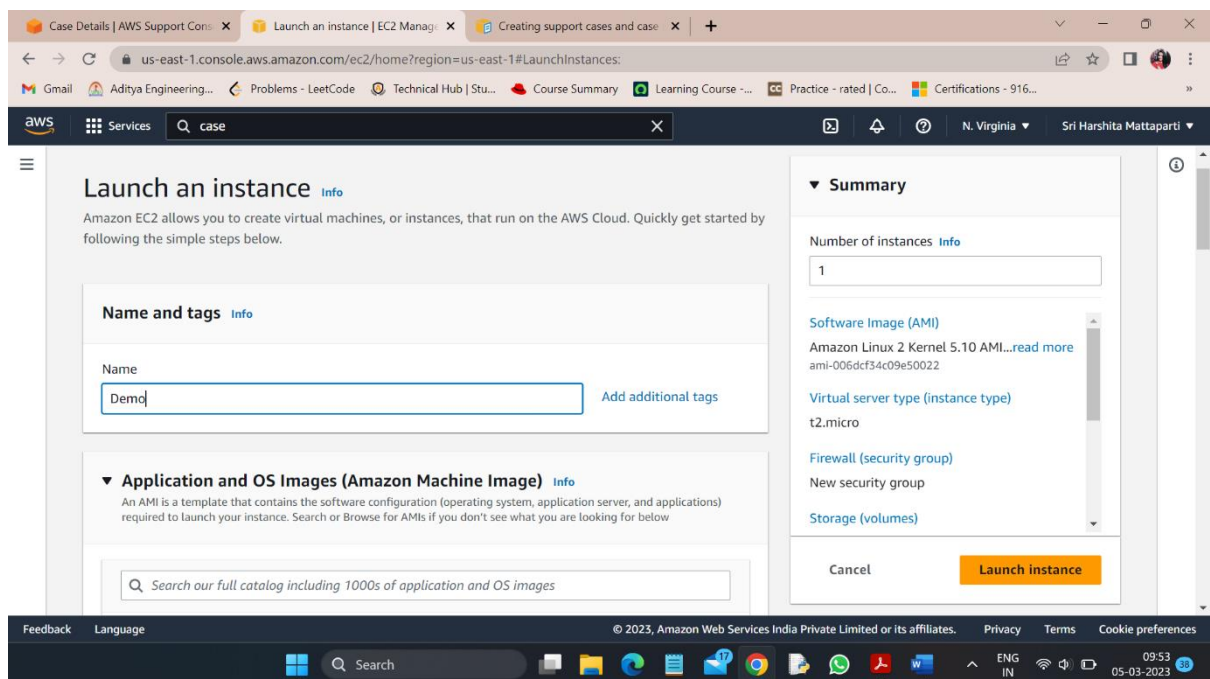 Case Details | AWS Support Cons
Launch an instance | EC2 Manag
Creating support cases and case
us-east-1.console.aws.amazon.com/ec2/home?region=us-east-1#LaunchInstances:
Gmail
Aditya Engineering...
Problems - LeetCode
Technical Hub | Stu...
Course Summary
Learning Course -...
CC
Practice - rated | Co...
Certifications - 916...
»
aws
Services
case
N. Virginia
Sri Harshita Mattaparti
Launch an instance Info
Amazon EC2 allows you to create virtual machines, or instances, that run on the AWS Cloud. Quickly get started by
following the simple steps below.
Name and tags Info
Name
Demo
Add additional tags
Application and OS Images (Amazon Machine Image) Info
An AMI is a template that contains the software configuration (operating system, application server, and applications)
required to launch your instance. Search or Browse for AMIs if you don't see what you are looking for below
Search our full catalog including 1000s of application and OS images
Summary
Number of instances Info
1
Software Image (AMI)
Amazon Linux 2 Kernel 5.10 AMI...read more
ami-006dcf34c09e50022
Virtual server type (instance type)
t2.micro
Firewall (security group)
New security group
Storage (volumes)
Cancel
Launch instance
Feedback
Language
© 2023, Amazon Web Services India Private Limited or its affiliates.
Privacy
Terms
Cookie preferences
Search
17
W
ENG
IN
09:53
05-03-2023
38